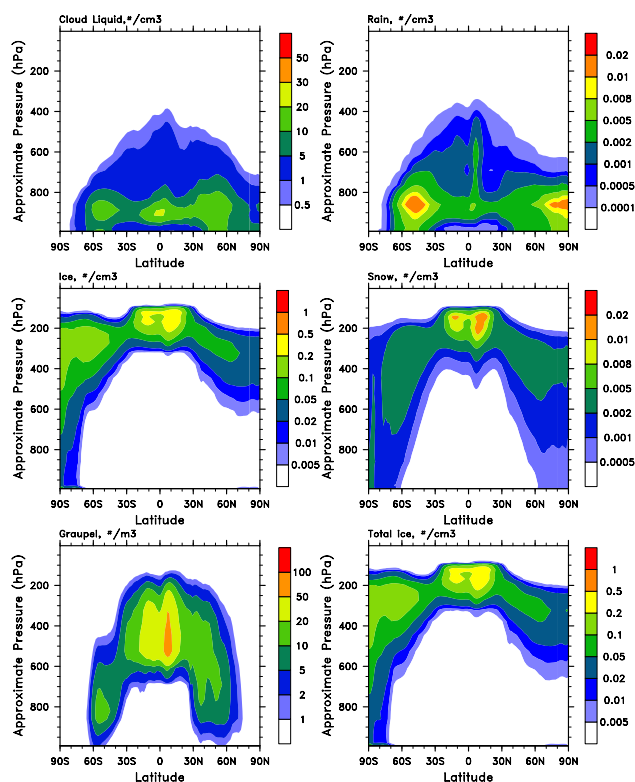 Cloud Liquid,#/cm3
Approximate Pressure (hPa)
200
400
600
800
90S 60S 30S 0 30N 60N 90N
Latitude
50
30
20
10
5
1
0.5
Rain, #/cm3
Approximate Pressure (hPa)
200
400
600
800
90S 60S 30S 0 30N 60N 90N
Latitude
0.02
0.01
0.008
0.005
0.002
0.001
0.0005
0.0001
Ice, #/cm3
Approximate Pressure (hPa)
200
400
600
800
90S 60S 30S 0 30N 60N 90N
Latitude
1
0.5
0.2
0.1
0.05
0.02
0.01
0.005
Snow, #/cm3
Approximate Pressure (hPa)
200
400
600
800
90S 60S 30S 0 30N 60N 90N
Latitude
0.02
0.01
0.008
0.005
0.002
0.001
0.0005
Graupel, #/m3
Approximate Pressure (hPa)
200
400
600
800
90S 60S 30S 0 30N 60N 90N
Latitude
100
50
20
10
5
2
1
Total Ice, #/cm3
Approximate Pressure (hPa)
200
400
600
800
90S 60S 30S 0 30N 60N 90N
Latitude
1
0.5
0.2
0.1
0.05
0.02
0.01
0.005